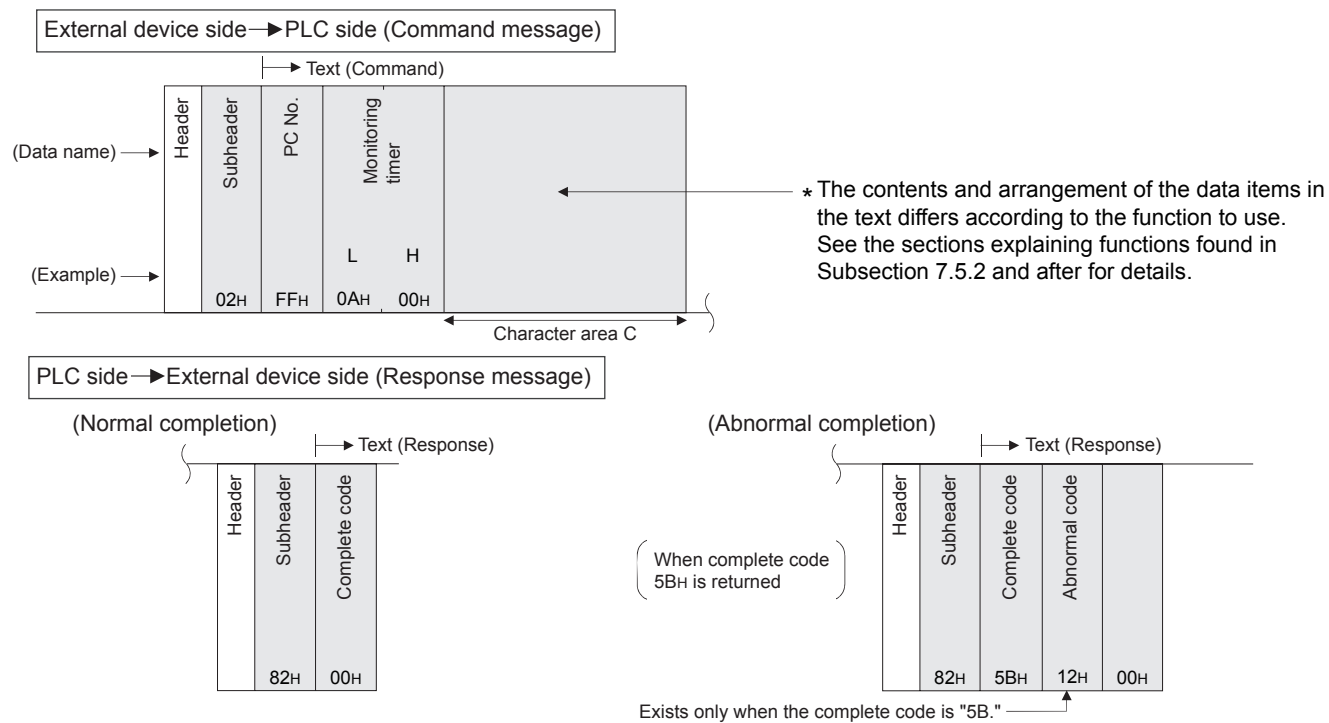 External device side → PLC side (Command message)
Text (Command)
(Data name)
Header
Subheader
PC No.
Monitoring
timer
* The contents and arrangement of the data items in
the text differs according to the function to use.
See the sections explaining functions found in
Subsection 7.5.2 and after for details.
L H
(Example)
02H FFH 0AH 00H
Character area C
PLC side → External device side (Response message)
(Normal completion)
Text (Response)
Header
Subheader
Complete code
82H 00H
(Abnormal completion)
Text (Response)
When complete code
5BH is returned
Header
Subheader
Complete code
Abnormal code
82H 5BH 12H 00H
Exists only when the complete code is "5B."